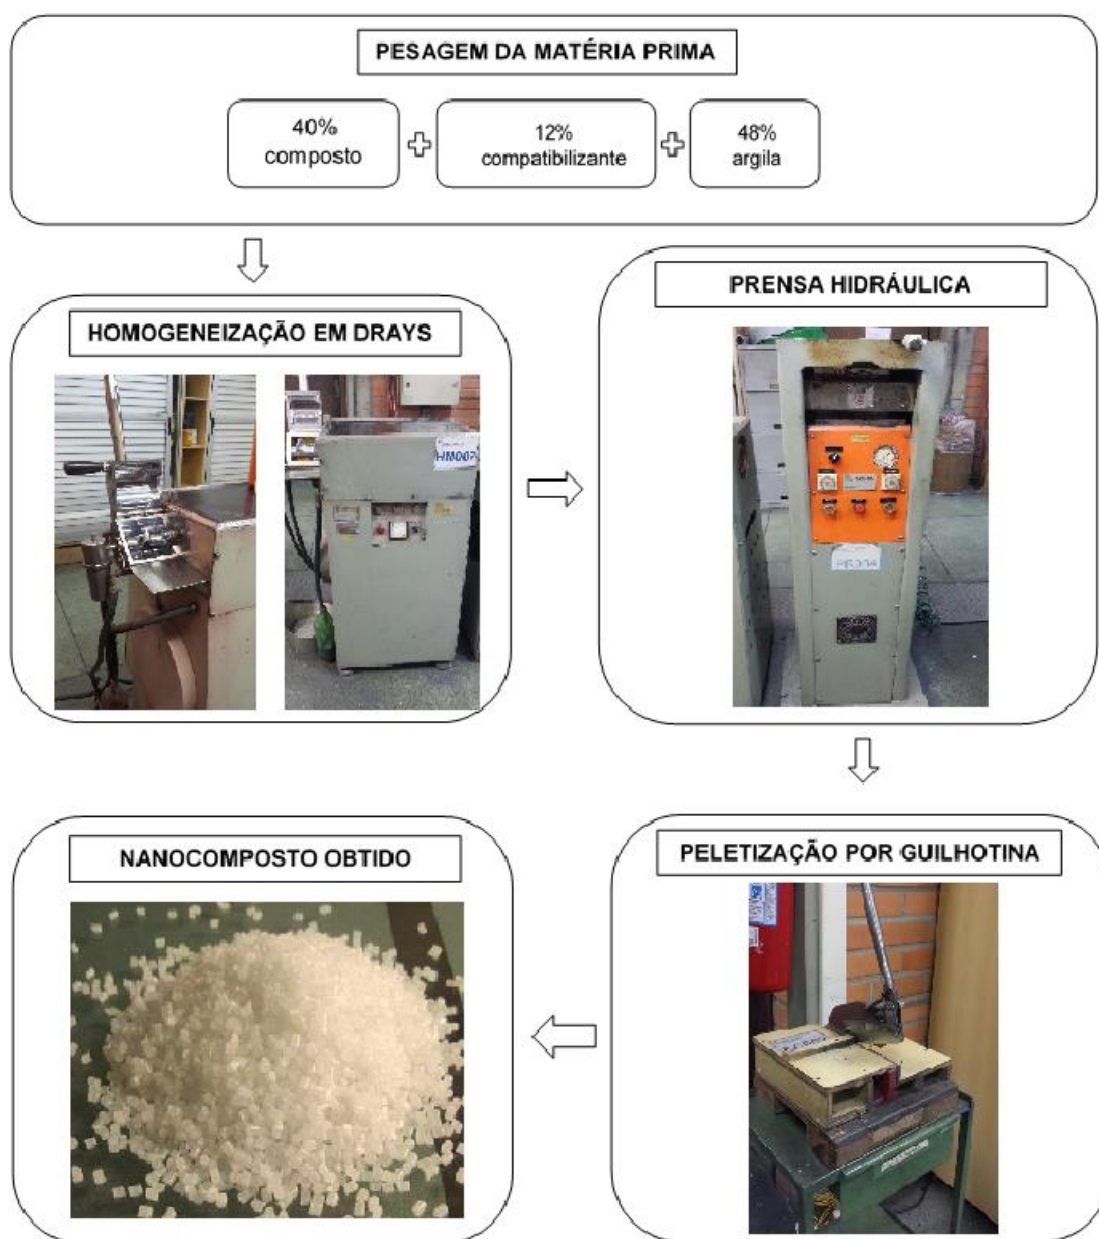 PESAGEM DA MATÉRIA PRIMA
40%
composto
12%
compatibilizante
48%
argila
HOMOGENEIZAÇÃO EM DRAYS
HM002
PRENSA HIDRÁULICA
PELETIZAÇÃO POR GUILHOTINA
NANOCOMPOSTO OBTIDO